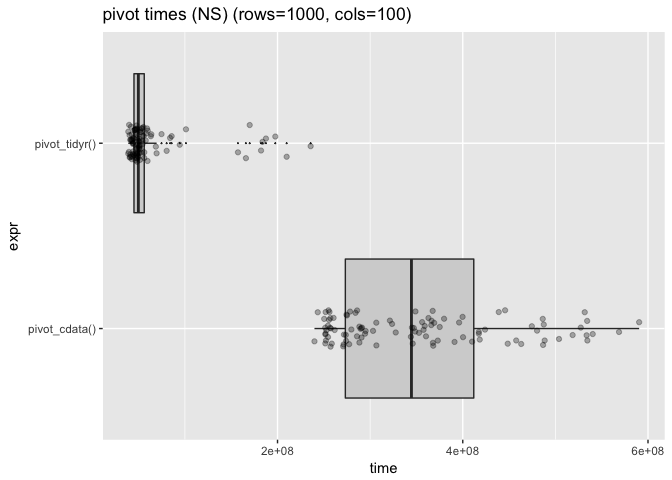 pivot times (NS) (rows=1000, cols=100)
pivot_tidyr()
expr
pivot_cdata()
2e+08
4e+08
6e+08
time